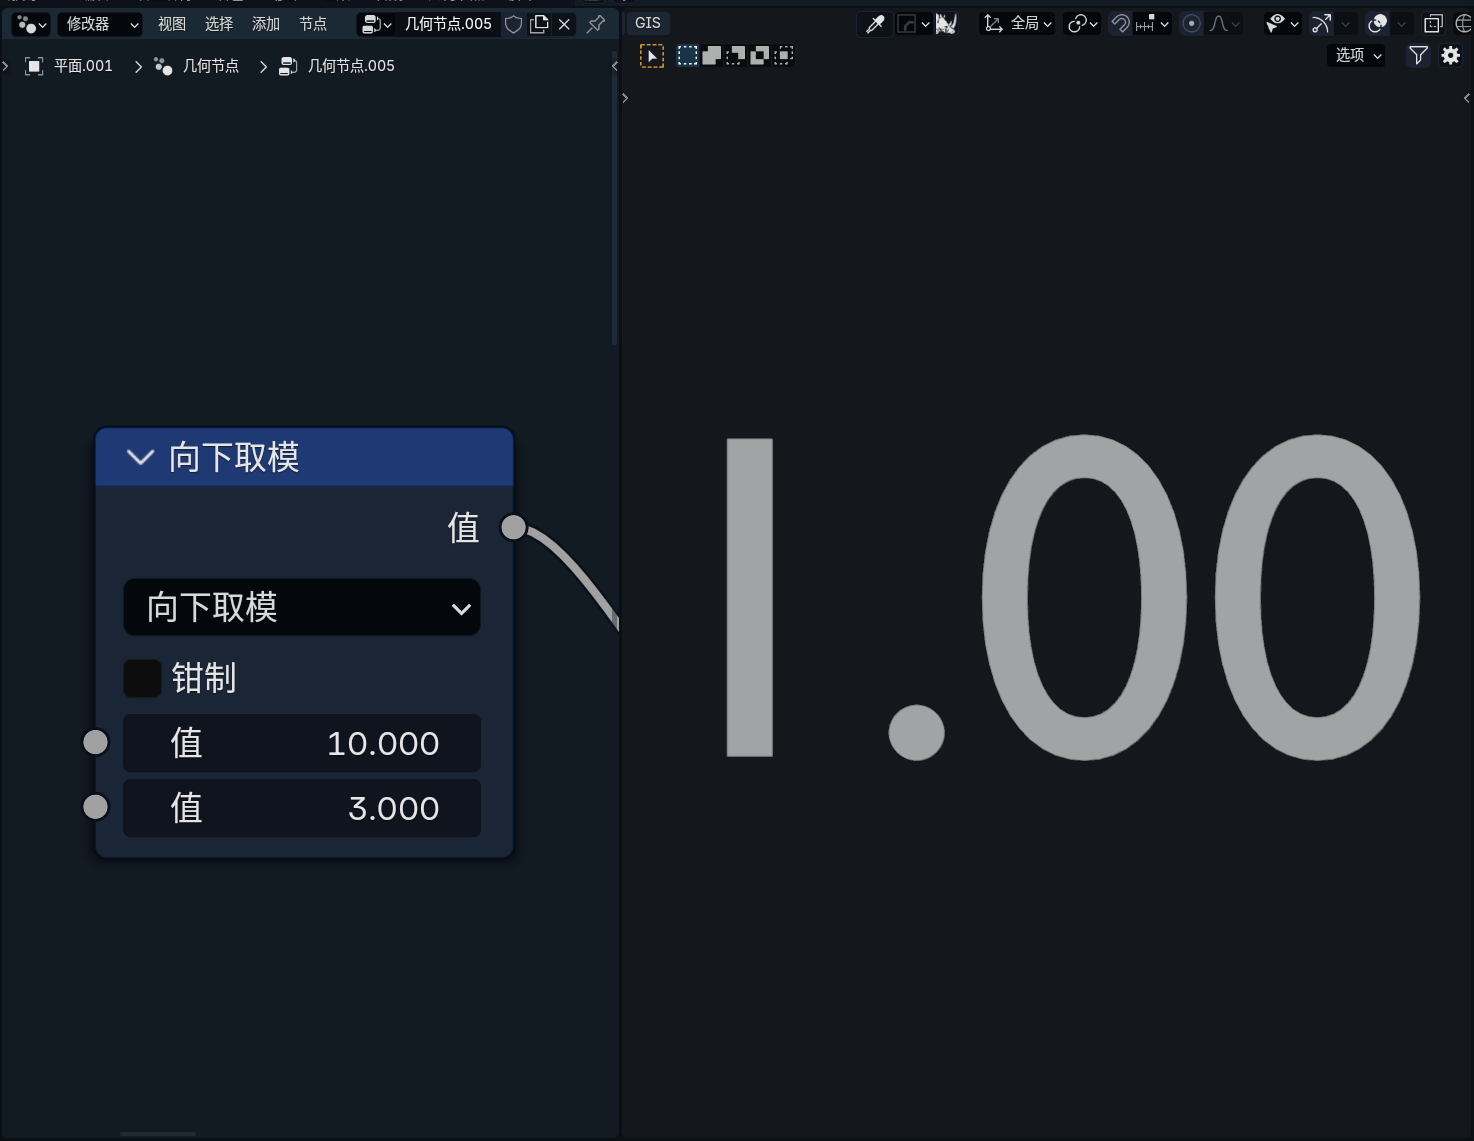 修改器 视图 选择 添加 节点 几何节点.005
平面.001 几何节点 几何节点.005
向下取模
值
向下取模
钳制
值 10.000
值 3.000
GIS 全局
选项
1.00